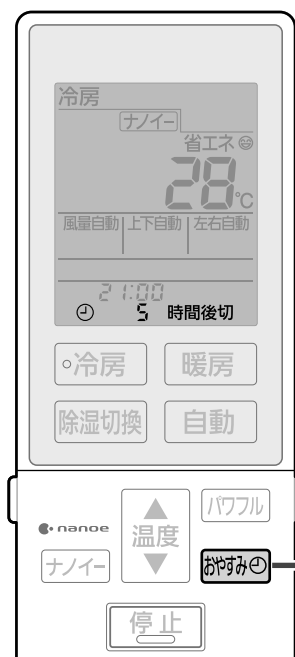 冷房
ナノイー
省エネ
28℃
風量自動 上下自動 左右自動
21:00
5 時間後切
冷房 暖房
除湿切換 自動
パワフル
nanoe
温度
ナノイー
おやすみ
停止